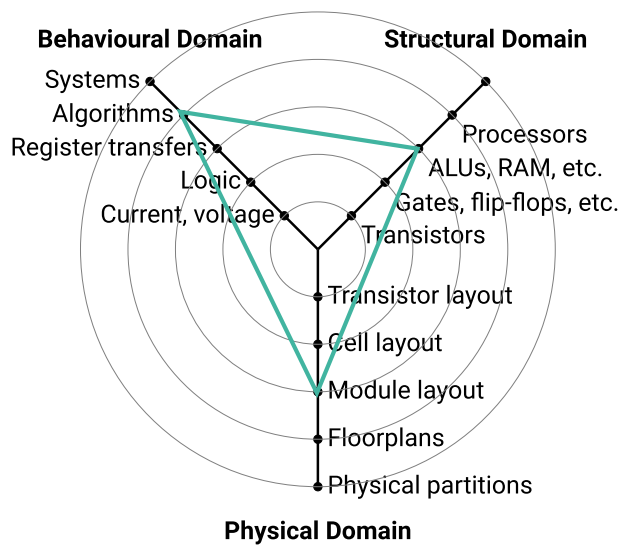 Behavioural Domain
Structural Domain
Systems
Algorithms
Register transfers
Logic
Current, voltage
Processors
ALUs, RAM, etc.
Gates, flip-flops, etc.
Transistors
Transistor layout
Cell layout
Module layout
Floorplans
Physical partitions
Physical Domain